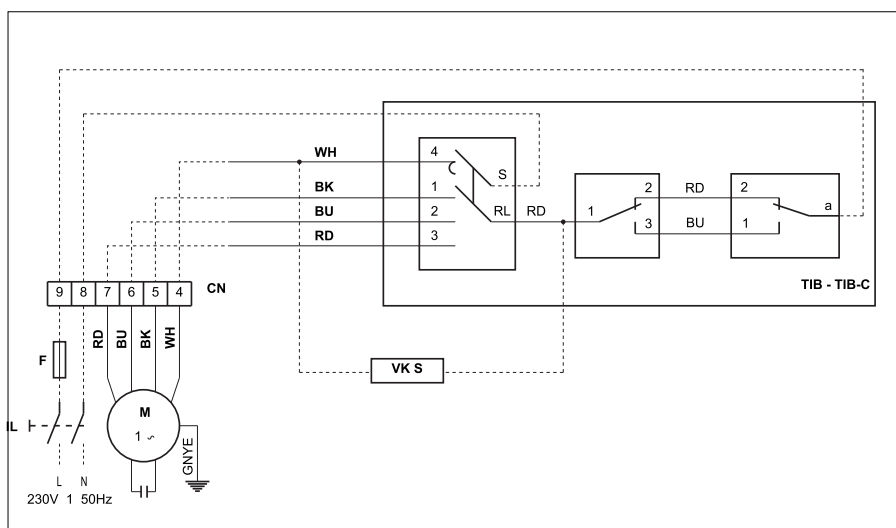 WH
4
S
BK
1
BU
2
RL
RD
1
2
RD
2
a
3
BU
1
RD
3
TIB - TIB-C
9
8
7
6
5
4
CN
RD
BU
BK
WH
F
VK S
M
1 ~
IL
GNYE
L
N
230V 1 50Hz